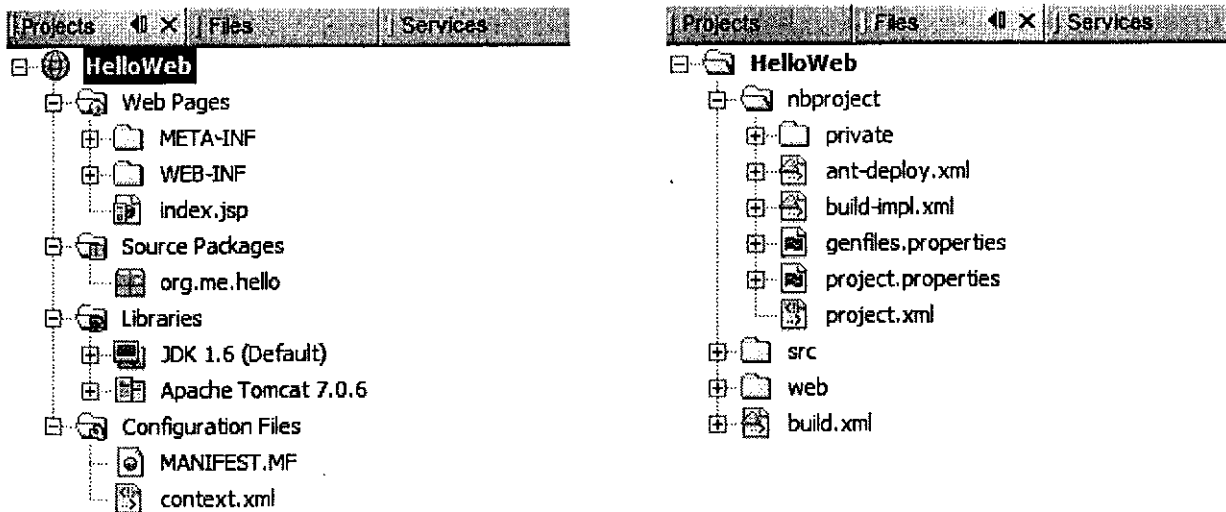 Projects Files Services
HelloWeb
Web Pages
META-INF
WEB-INF
index.jsp
Source Packages
org.me.hello
Libraries
JDK 1.6 (Default)
Apache Tomcat 7.0.6
Configuration Files
MANIFEST.MF
context.xml
Projects Files Services
HelloWeb
nbproject
private
ant-deploy.xml
build-impl.xml
genfiles.properties
project.properties
project.xml
src
web
build.xml